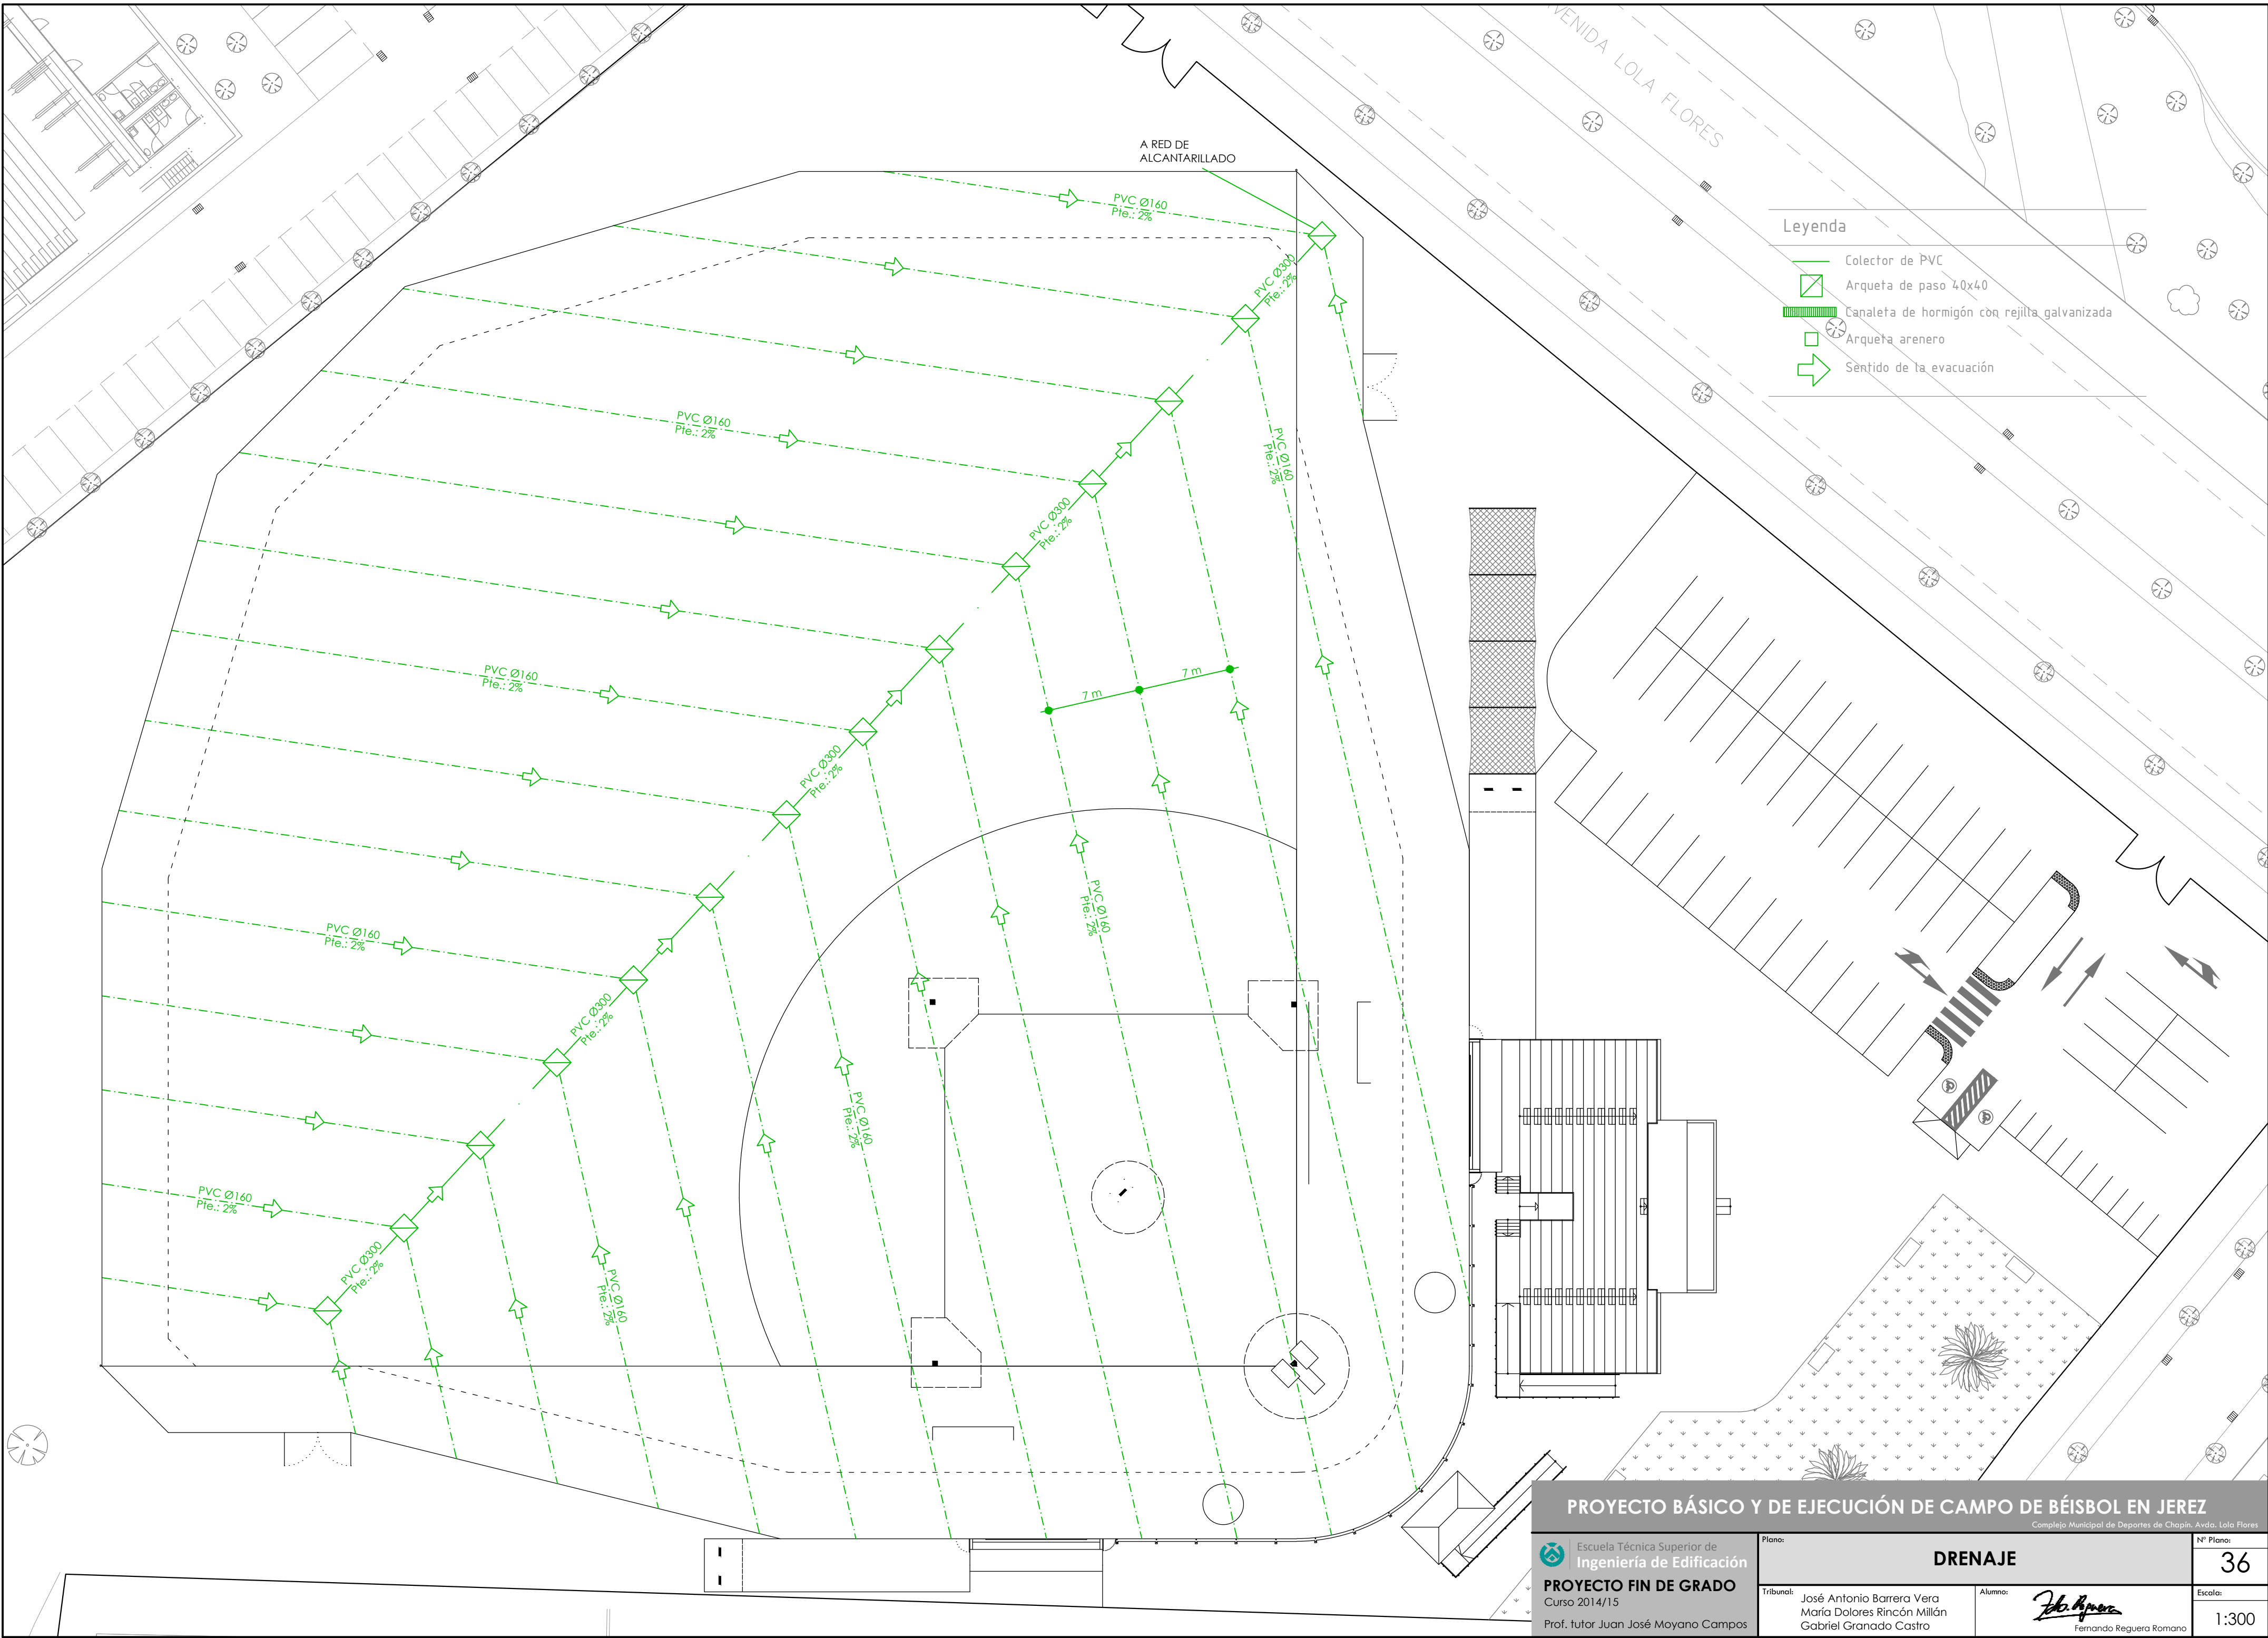 AVENIDA LOLA FLORES
A RED DE
ALCANTARILLADO
PVC Ø160
Pte.: 2%
PVC Ø300
Pte.: 2%
Leyenda
Colector de PVC
Arqueta de paso 40x40
Canaleta de hormigón con rejilla galvanizada
Arqueta arenero
Sentido de la evacuación
PVC Ø160
Pte.: 2%
PVC Ø160
Pte.: 2%
PVC Ø300
Pte.: 2%
7 m
7 m
PVC Ø160
Pte.: 2%
PVC Ø300
Pte.: 2%
PVC Ø160
Pte.: 2%
PVC Ø160
Pte.: 2%
PVC Ø300
Pte.: 2%
PVC Ø160
Pte.: 2%
PVC Ø160
Pte.: 2%
PVC Ø300
Pte.: 2%
PVC Ø160
Pte.: 2%
PROYECTO BÁSICO Y DE EJECUCIÓN DE CAMPO DE BÉISBOL EN JEREZ
Complejo Municipal de Deportes de Chapín. Avda. Lola Flores
Escuela Técnica Superior de
Ingeniería de Edificación
PROYECTO FIN DE GRADO
Curso 2014/15
Prof. tutor Juan José Moyano Campos
Plano:
DRENAJE
Nº Plano:
36
Tribunal:
José Antonio Barrera Vera
María Dolores Rincón Millán
Gabriel Granado Castro
Alumno:
Fdo. Reguera
Fernando Reguera Romano
Escala:
1:300